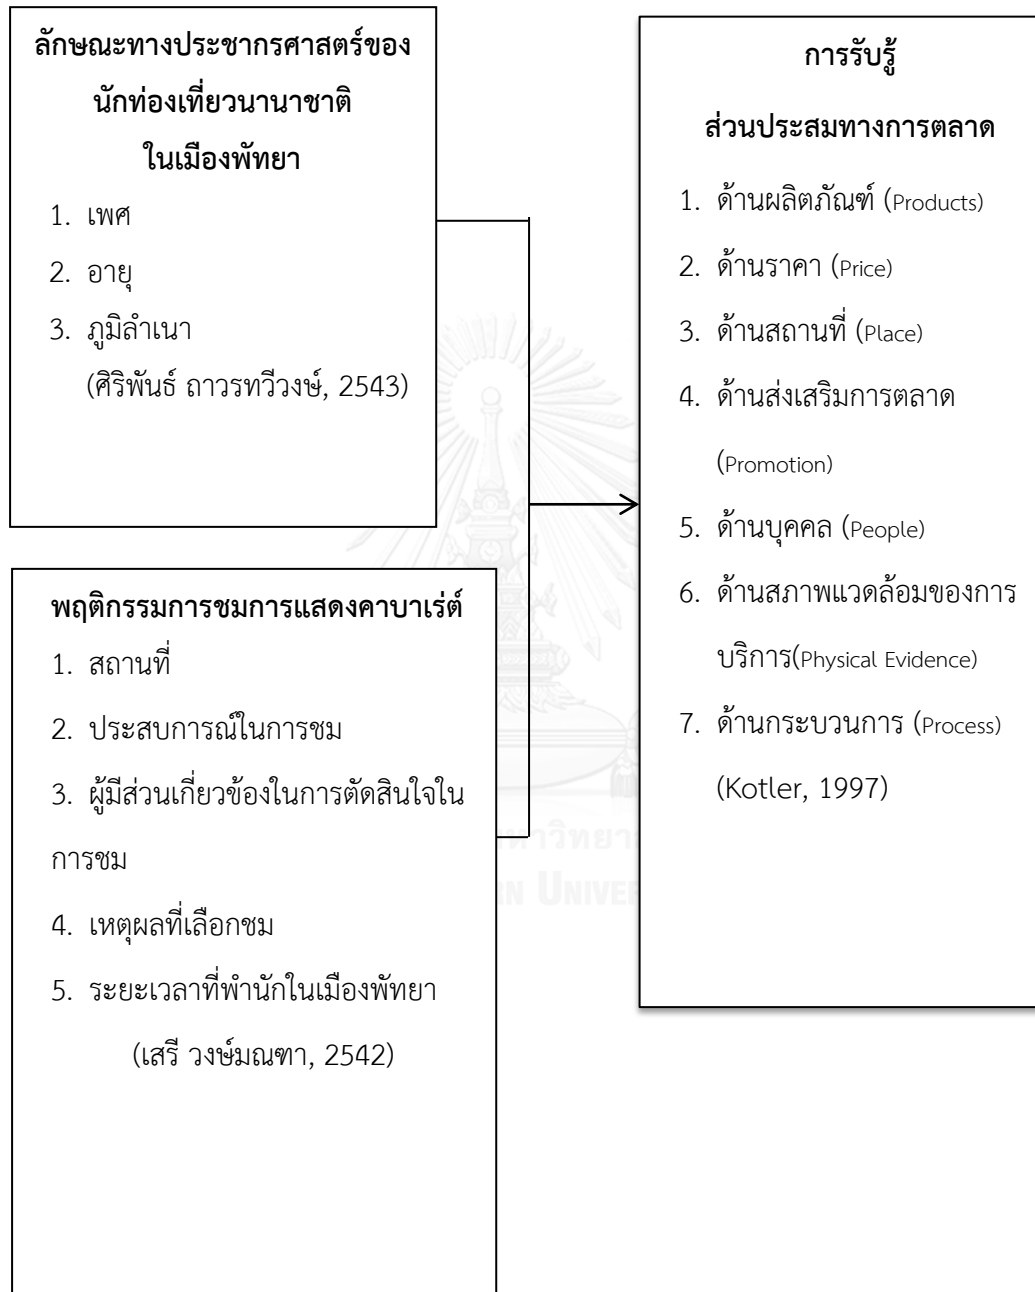 ลักษณะทางประชากรศาสตร์ของ
นักท่องเที่ยวนานาชาติ
ในเมืองพัทยา
1. เพศ
2. อายุ
3. ภูมิลำเนา
(ศิริพันธ์ ถาวรทวีวงษ์, 2543)
พฤติกรรมการชมการแสดงคาบาเร่ต์
1. สถานที่
2. ประสบการณ์ในการชม
3. ผู้มีส่วนเกี่ยวข้องในการตัดสินใจใน
การชม
4. เหตุผลที่เลือกชม
5. ระยะเวลาที่พำนักในเมืองพัทยา
(เสรี วงษ์มณฑา, 2542)
การรับรู้
ส่วนประสมทางการตลาด
1. ด้านผลิตภัณฑ์ (Products)
2. ด้านราคา (Price)
3. ด้านสถานที่ (Place)
4. ด้านส่งเสริมการตลาด
(Promotion)
5. ด้านบุคคล (People)
6. ด้านสภาพแวดล้อมของการ
บริการ(Physical Evidence)
7. ด้านกระบวนการ (Process)
(Kotler, 1997)